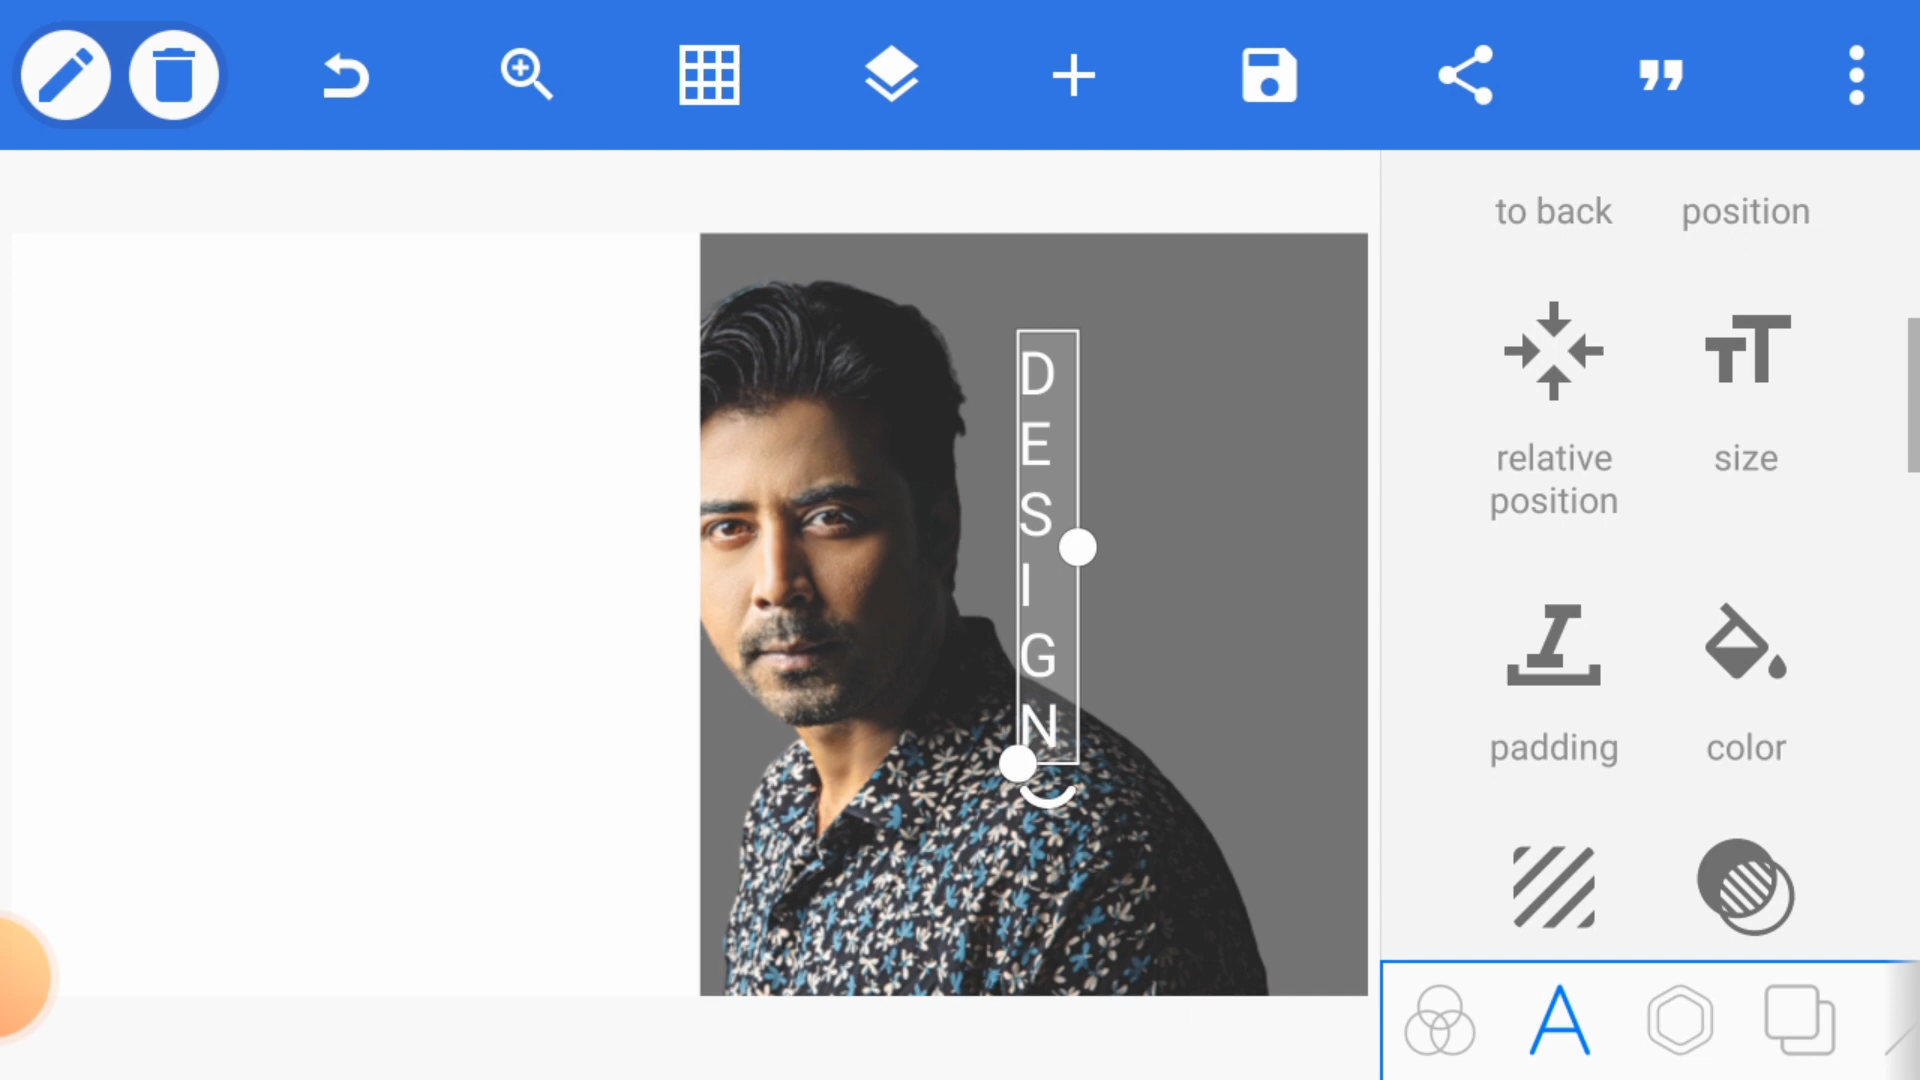 to back
position
D
E
S
I
G
N
relative
position
size
padding
color